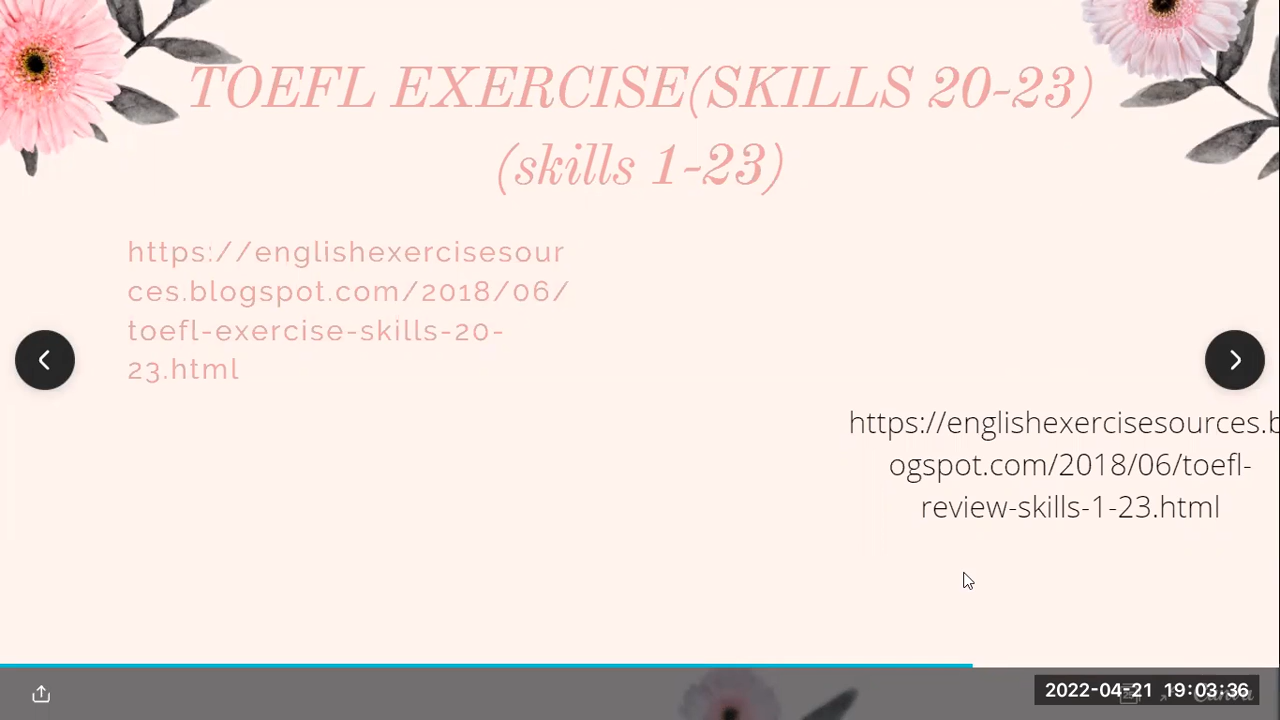 TOEFL EXERCISE(SKILLS 20-23)
(skills 1-23)
https://englishexercisesour
ces.blogspot.com/2018/06/
toefl-exercise-skills-20-
23.html
https://englishexercisesources.b
ogspot.com/2018/06/toefl-
review-skills-1-23.html
2022-04-21 19:03:36